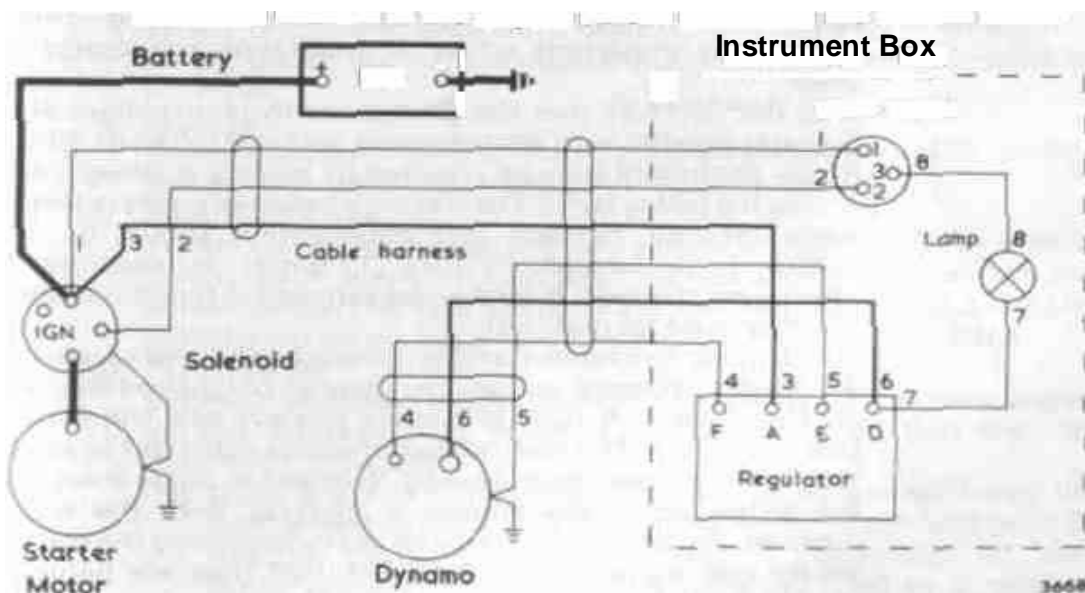 Instrument Box
Battery
+
1
1
2
3
8
2
1
3
2
Cable harness
Lamp
8
7
IGN
Solenoid
4
6
5
4
3
5
6
7
F
A
E
D
Regulator
Starter
Motor
Dynamo